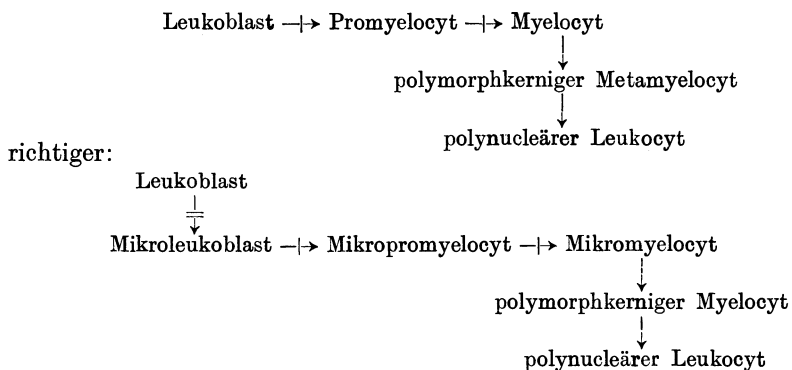 Leukoblast → Promyelocyt → Myelocyt
polymorphkerniger Metamyelocyt
polynucleärer Leukocyt
richtiger:
Leukoblast
Mikroleukoblast → Mikropromyelocyt → Mikromyelocyt
polymorphkerniger Myelocyt
polynucleärer Leukocyt